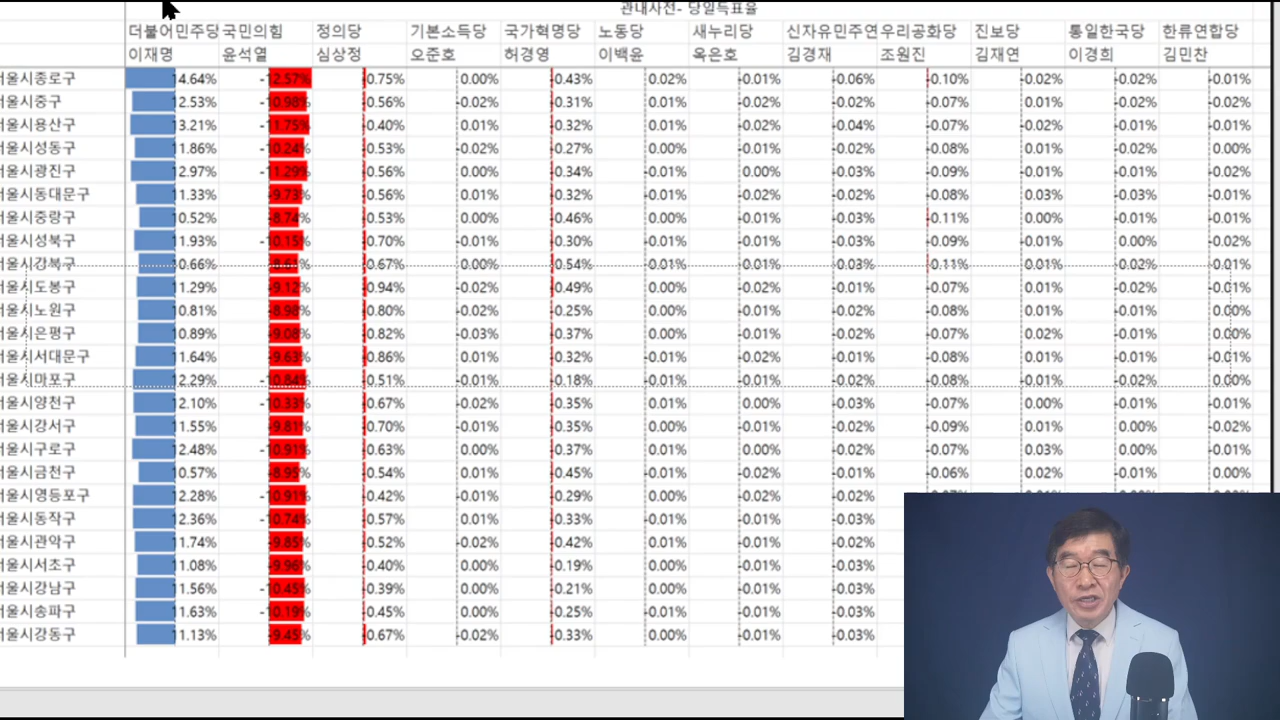 관내사전- 당일득표율
더불어민주당 국민의힘 정의당 기본소득당 국가혁명당 노동당 새누리당 신자유민주연 우리공화당 진보당 통일한국당 한류연합당
이재명 윤석열 심상정 오준호 허경영 이백윤 옥은호 김경재 조원진 김재연 이경희 김민찬
서울시종로구 14.64% -12.57% -0.75% 0.00% -0.43% 0.02% -0.01% -0.06% -0.10% -0.02% -0.02% -0.01%
서울시중구 12.53% -10.98% -0.56% -0.02% -0.31% 0.01% -0.02% -0.02% -0.07% 0.01% -0.02% -0.02%
서울시용산구 13.21% -11.75% -0.40% 0.01% -0.32% 0.01% -0.02% -0.04% -0.07% -0.02% -0.01% -0.01%
서울시성동구 11.86% -10.24% -0.53% -0.02% -0.27% 0.00% -0.01% -0.02% -0.08% 0.01% -0.02% 0.00%
서울시광진구 12.97% -11.29% -0.56% -0.01% -0.34% -0.01% 0.00% -0.03% -0.09% -0.01% -0.01% -0.02%
서울시동대문구 11.33% -9.73% -0.56% 0.01% -0.32% 0.01% -0.02% -0.02% -0.08% 0.03% -0.03% -0.01%
서울시중랑구 10.52% -8.74% -0.53% 0.00% -0.46% 0.01% -0.01% -0.03% -0.11% 0.00% -0.01% -0.01%
서울시성북구 11.93% -10.15% -0.70% -0.01% -0.30% 0.01% -0.01% -0.03% -0.09% -0.01% 0.00% -0.02%
서울시강북구 10.66% -8.61% -0.67% 0.00% -0.54% -0.01% -0.01% -0.03% -0.11% 0.01% -0.02% 0.01%
서울시도봉구 11.29% -9.12% -0.94% -0.02% -0.49% 0.00% -0.02% -0.01% -0.07% 0.01% -0.02% -0.01%
서울시노원구 10.81% -8.98% -0.80% -0.02% -0.25% 0.00% -0.01% -0.02% -0.08% 0.01% -0.01% 0.00%
서울시은평구 10.89% -9.08% -0.82% -0.03% -0.37% 0.00% -0.01% -0.02% -0.07% 0.02% -0.01% 0.00%
서울시서대문구 11.64% -9.63% -0.86% 0.01% -0.32% -0.01% -0.02% -0.01% -0.08% 0.01% -0.01% -0.01%
서울시마포구 12.29% -10.84% -0.51% -0.01% -0.18% -0.01% -0.01% -0.02% -0.08% -0.01% -0.02% 0.00%
서울시양천구 12.10% -10.33% -0.67% -0.02% -0.35% 0.01% 0.00% -0.03% -0.07% 0.00% -0.01% -0.01%
서울시강서구 11.55% -9.81% -0.70% -0.01% -0.35% 0.01% -0.01% -0.02% -0.09% 0.01% 0.00% -0.02%
서울시구로구 12.48% -10.91% -0.63% 0.00% -0.37% 0.01% 0.00% -0.02% -0.07% 0.03% 0.00% -0.01%
서울시금천구 10.57% -8.95% -0.54% 0.01% -0.45% 0.01% -0.02% -0.01% -0.06% 0.02% -0.01% 0.00%
서울시영등포구 12.28% -10.91% -0.42% -0.01% -0.29% 0.00% -0.02% -0.02%
서울시동작구 12.36% -10.74% -0.57% 0.01% -0.33% -0.01% -0.01% -0.03%
서울시관악구 11.74% -9.85% -0.52% -0.02% -0.42% 0.01% -0.01% -0.02%
서울시서초구 11.08% -9.96% -0.40% 0.00% -0.19% 0.00% -0.01% -0.03%
서울시강남구 11.56% -10.45% -0.39% 0.00% -0.21% 0.00% -0.01% -0.03%
서울시송파구 11.63% -10.19% -0.45% 0.00% -0.25% -0.01% -0.01% -0.03%
서울시강동구 11.13% -9.45% -0.67% -0.02% -0.33% 0.00% -0.01% -0.03%